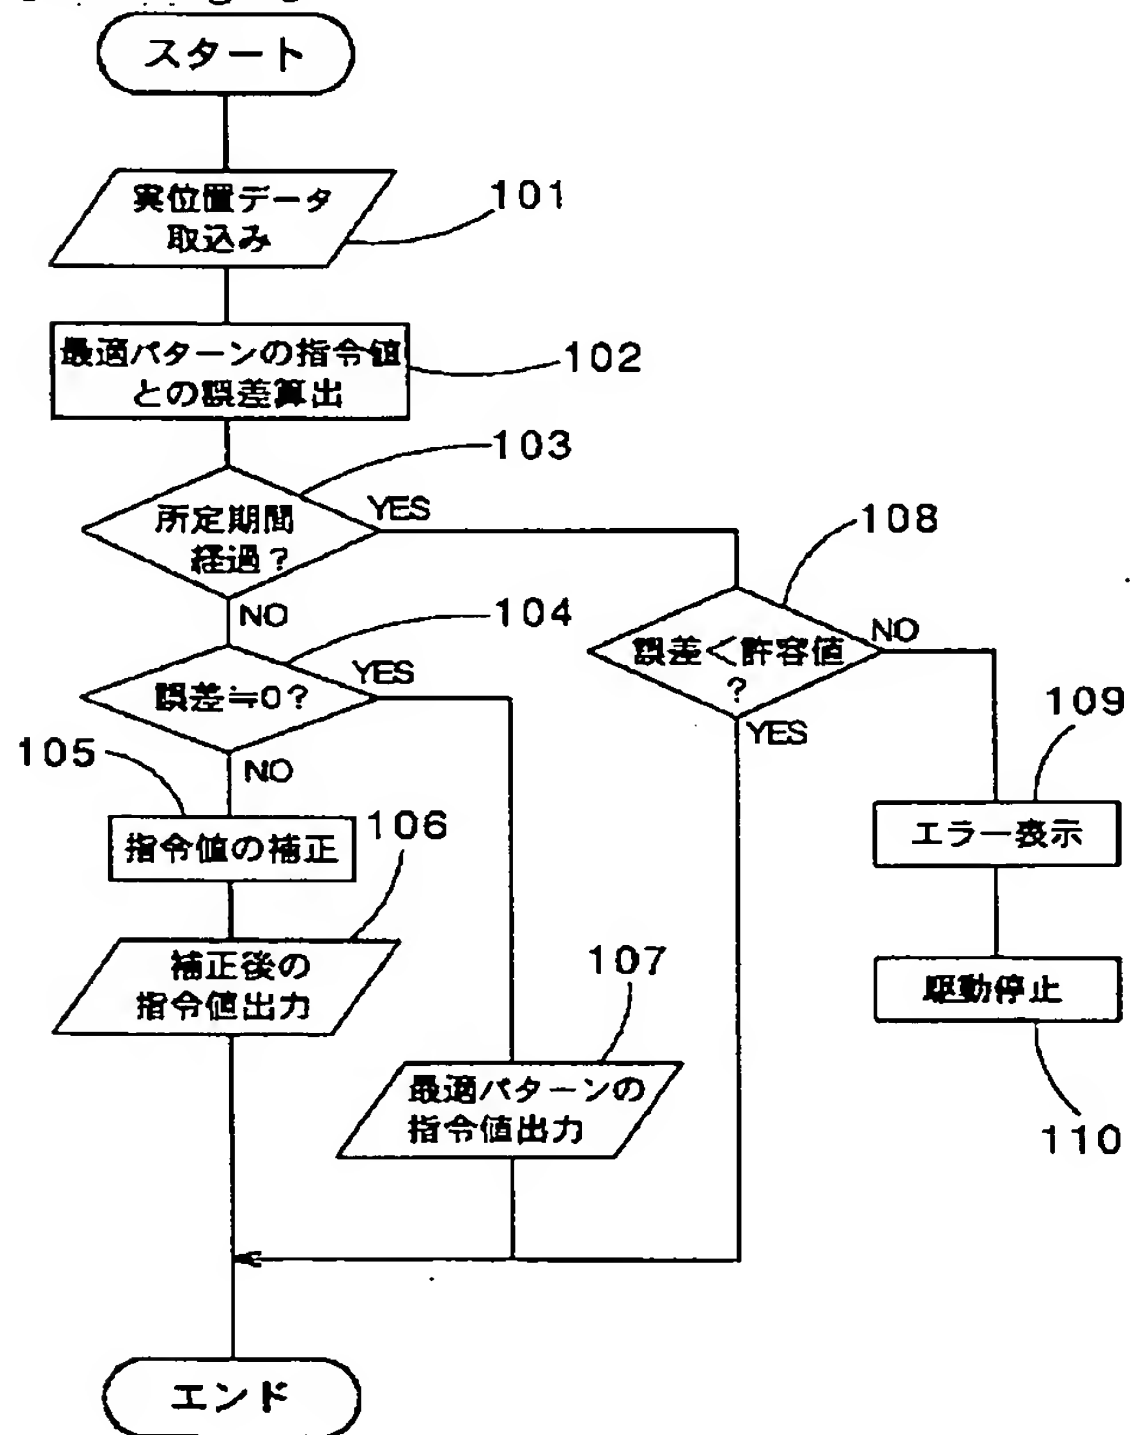 スタート
実位置データ
取込み
101
最適パターンの指令値
との誤差算出
102
103
所定期間
経過?
YES
NO
108
誤差<許容値
?
NO
YES
104
誤差≒0?
YES
NO
105
指令値の補正
106
補正後の
指令値出力
107
最適パターンの
指令値出力
109
エラー表示
駆動停止
110
エンド